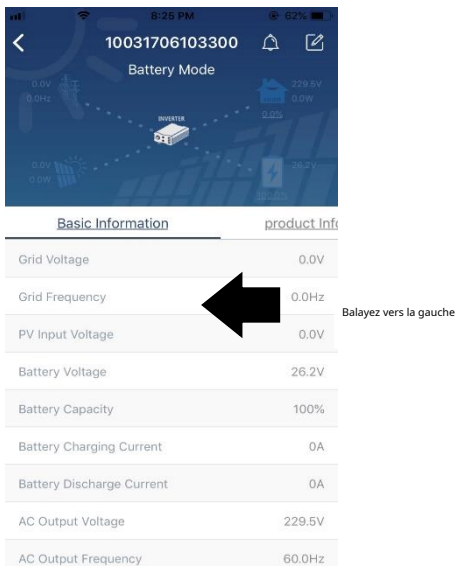 8:25 PM 62%
10031706103300
Battery Mode
0.0V 229.5V
0.0Hz 0.0W
INVERTER 0.0%
0.0V 26.2V
0.0W
100.0%
Basic Information product Info
Grid Voltage 0.0V
Grid Frequency 0.0Hz
Balayez vers la gauche
PV Input Voltage 0.0V
Battery Voltage 26.2V
Battery Capacity 100%
Battery Charging Current 0A
Battery Discharge Current 0A
AC Output Voltage 229.5V
AC Output Frequency 60.0Hz